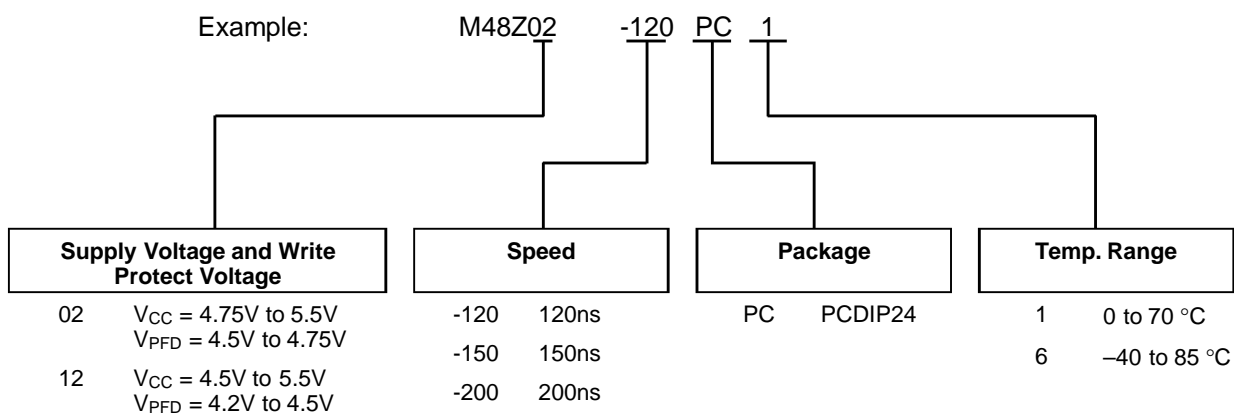 Example: M48Z02 -120 PC 1
Supply Voltage and Write
Protect Voltage
02 VCC = 4.75V to 5.5V
VPFD = 4.5V to 4.75V
12 VCC = 4.5V to 5.5V
VPFD = 4.2V to 4.5V
Speed
-120 120ns
-150 150ns
-200 200ns
Package
PC PCDIP24
Temp. Range
1 0 to 70 °C
6 –40 to 85 °C